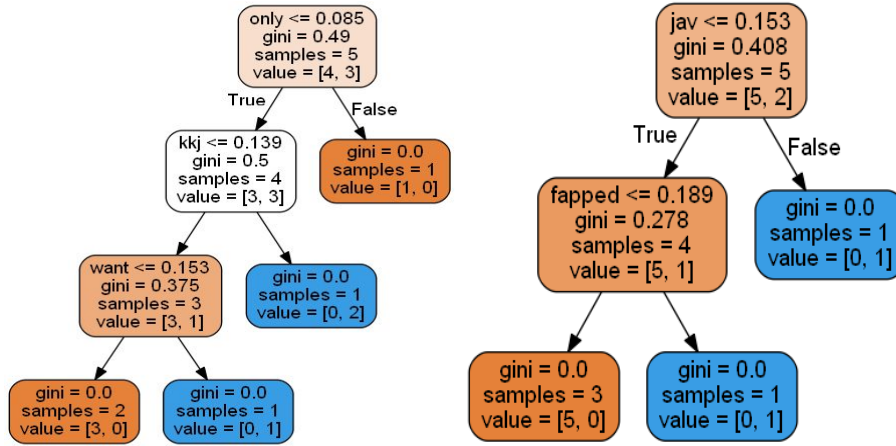 only <= 0.085
gini = 0.49
samples = 5
value = [4, 3]
True
False
kkj <= 0.139
gini = 0.5
samples = 4
value = [3, 3]
gini = 0.0
samples = 1
value = [1, 0]
want <= 0.153
gini = 0.375
samples = 3
value = [3, 1]
gini = 0.0
samples = 1
value = [0, 2]
gini = 0.0
samples = 2
value = [3, 0]
gini = 0.0
samples = 1
value = [0, 1]
jav <= 0.153
gini = 0.408
samples = 5
value = [5, 2]
True
False
fapped <= 0.189
gini = 0.278
samples = 4
value = [5, 1]
gini = 0.0
samples = 1
value = [0, 1]
gini = 0.0
samples = 3
value = [5, 0]
gini = 0.0
samples = 1
value = [0, 1]